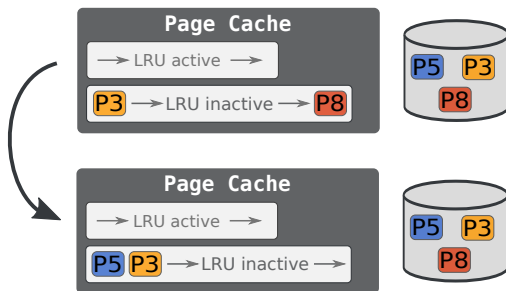 Page Cache
LRU active
P5 P3
P3 LRU inactive P8
P8
Page Cache
LRU active
P5 P3
P5 P3 LRU inactive
P8